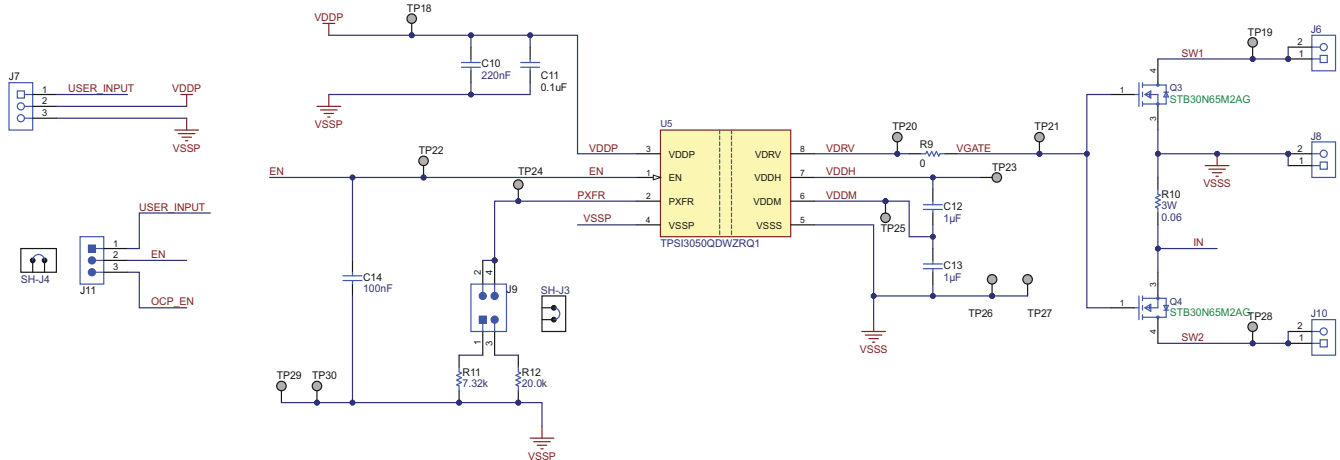 TP18
VDDP
C10
220nF
C11
0.1uF
VSSP
J7
1
2
3
USER_INPUT
VDDP
VSSP
TP19
SW1
J6
2
1
4
Q3
STB30N65M2AG
1
3
U5
VDDP
3
VDDP
EN
1
EN
PXFR
2
PXFR
VSSP
4
VSSP
VDRV
8
VDRV
VDDH
7
VDDH
VDDM
6
VDDM
VSSS
5
TPSI3050QDWZRQ1
TP20
R9
0
VGATE
TP21
TP23
C12
1µF
TP25
C13
1µF
TP26
TP27
VSSS
J8
2
1
VSSS
R10
3W
0.06
IN
3
Q4
STB30N65M2AG
1
4
TP28
SW2
J10
2
1
EN
TP22
TP24
C14
100nF
2
4
J9
1
3
SH-J3
R11
7.32k
R12
20.0k
TP29
TP30
VSSP
USER_INPUT
1
2
3
EN
OCP_EN
J11
SH-J4